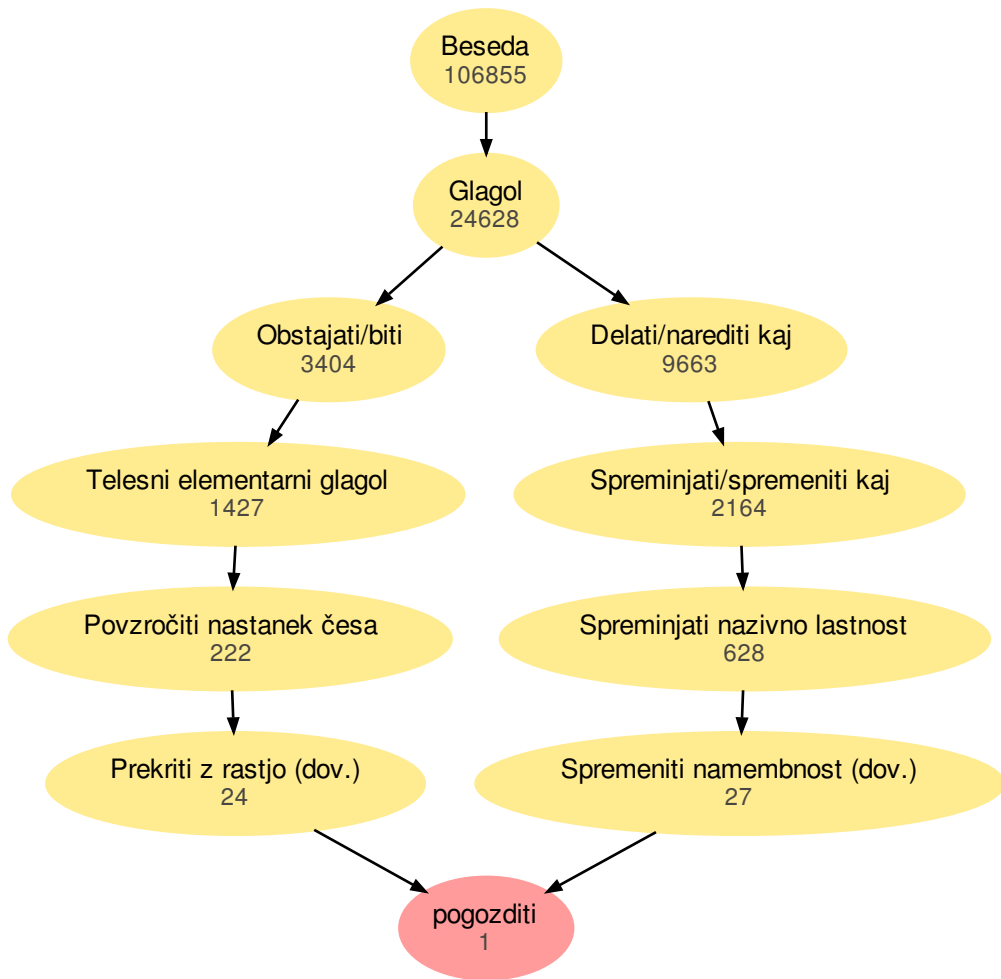 Beseda
106855
Glagol
24628
Obstajati/biti
3404
Delati/narediti kaj
9663
Telesni elementarni glagol
1427
Spreminjati/spremeniti kaj
2164
Povzročiti nastanek česa
222
Spreminjati nazivno lastnost
628
Prekriti z rastjo (dov.)
24
Spremeniti namembnost (dov.)
27
pogozditi
1